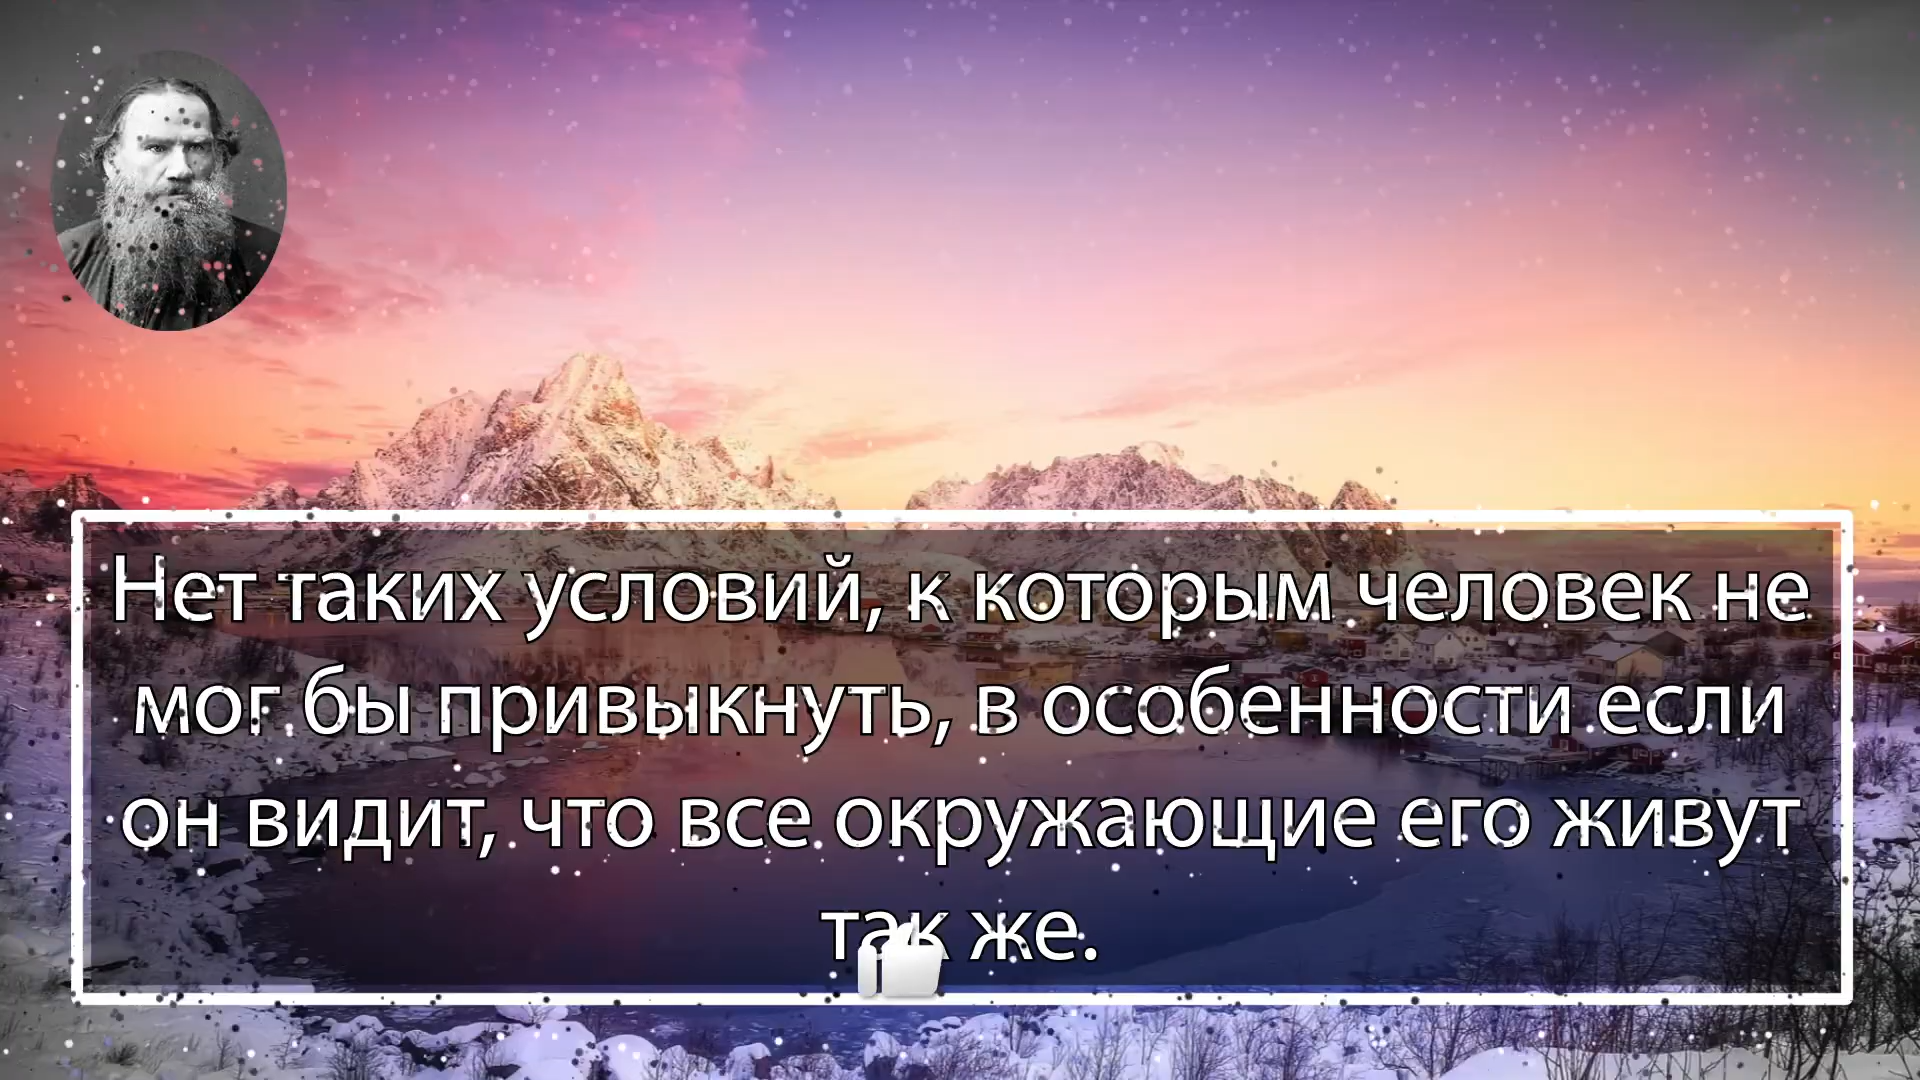 Нет таких условий, к которым человек не
мог бы привыкнуть, в особенности если
он видит, что все окружающие его живут
так же.